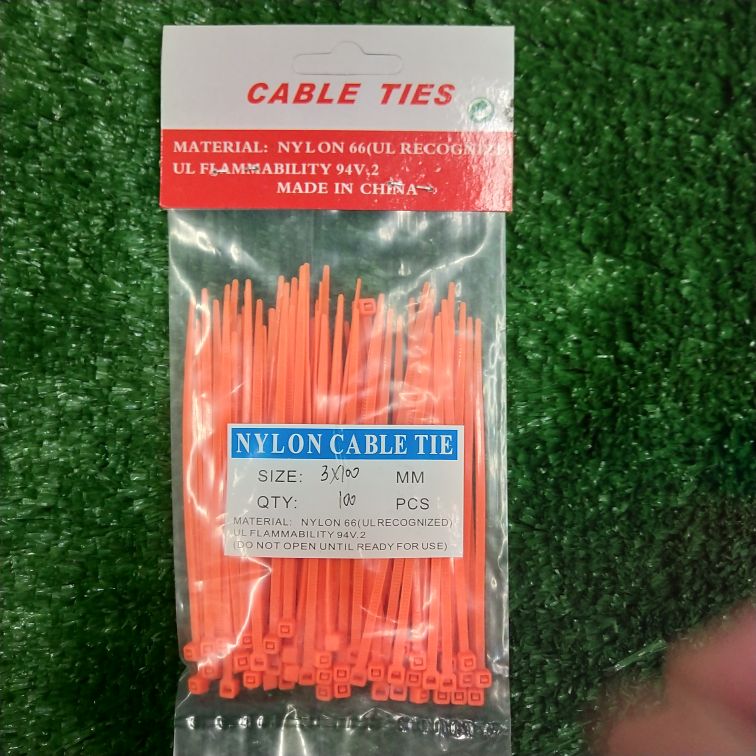 CABLE TIES
MATERIAL: NYLON 66(UL RECOGNIZED)
UL FLAMMABILITY 94V.2
MADE IN CHINA
NYLON CABLE TIE
SIZE: 3X100 MM
QTY: 100 PCS
MATERIAL: NYLON 66(UL RECOGNIZED)
UL FLAMMABILITY 94V.2
(DO NOT OPEN UNTIL READY FOR USE)